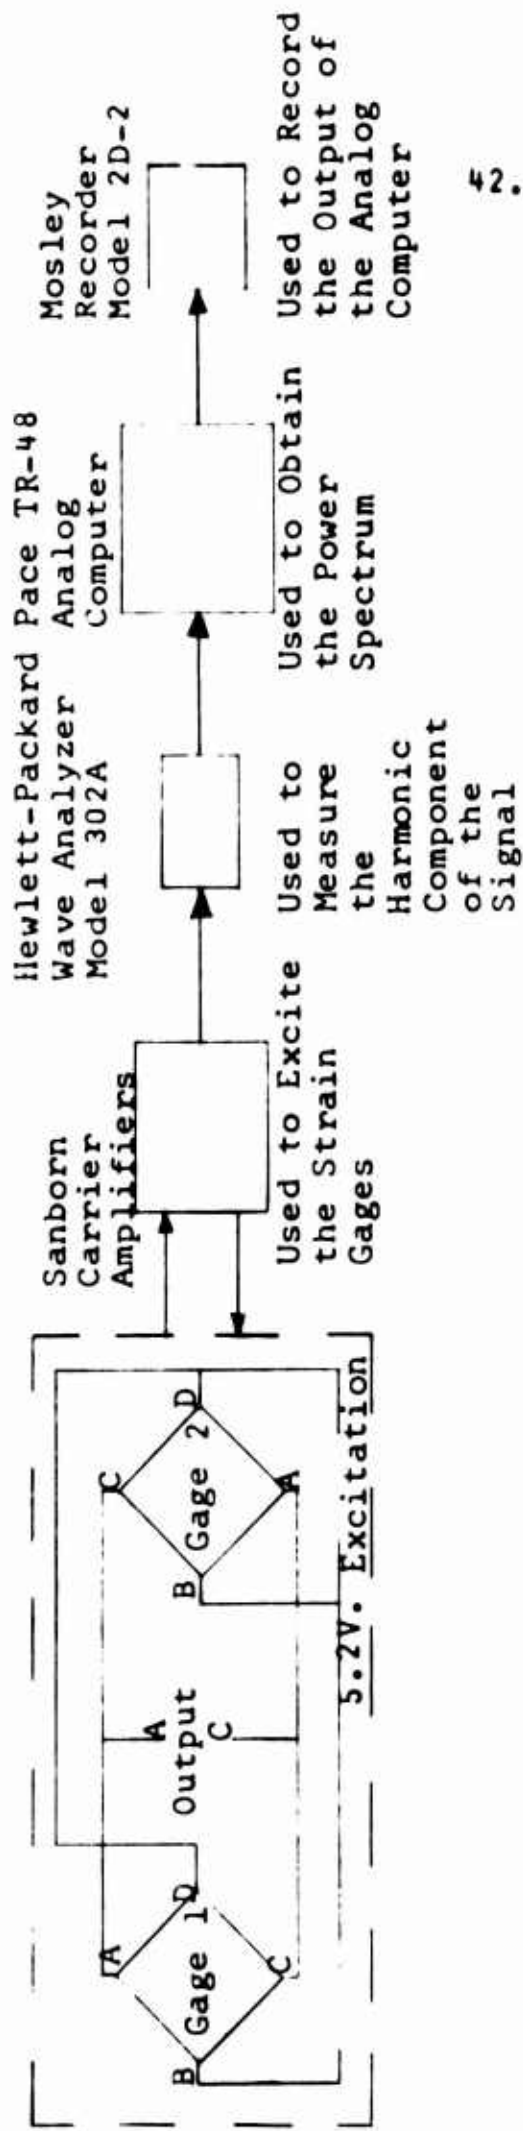 Sanborn
Carrier
Amplifiers
Hewlett-Packard
Wave Analyzer
Model 302A
Pace TR-48
Analog
Computer
Mosley
Recorder
Model 2D-2
A
B
Gage 1
D
C
Output
A
C
C
B
Gage 2
D
A
5.2V. Excitation
Used to Excite
the Strain
Gages
Used to
Measure
the
Harmonic
Component
of the
Signal
Used to Obtain
the Power
Spectrum
Used to Record
the Output of
the Analog
Computer
42.